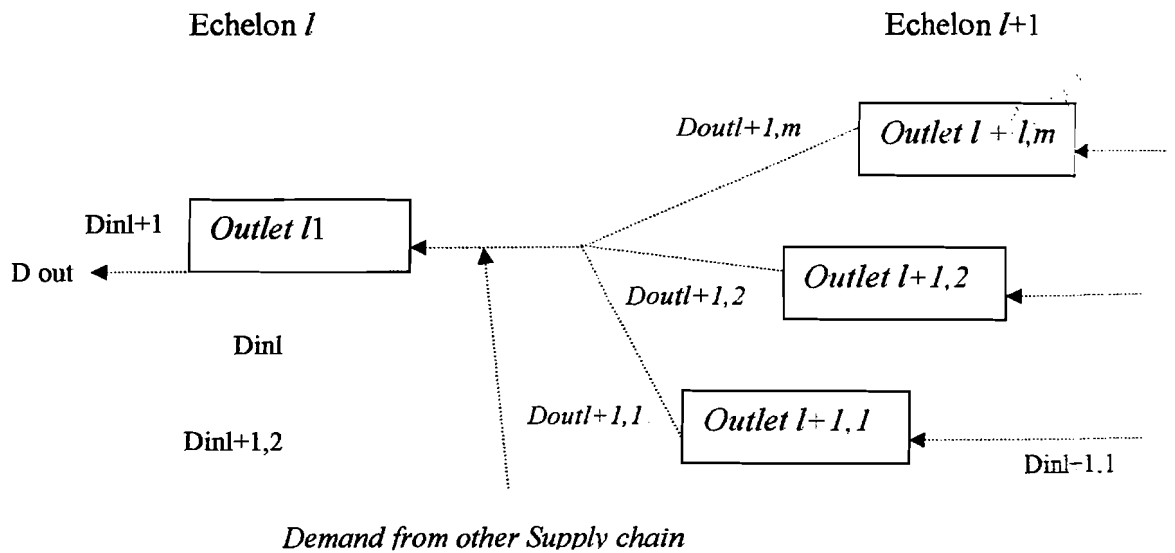 Echelon l
Echelon l+1
Doutl+1,m
Outlet l + l,m
Dinl+1
Outlet l1
D out
Doutl+1,2
Outlet l+1,2
Dinl
Doutl+1,1
Outlet l+1,1
Dinl+1,2
Dinl-1.1
Demand from other Supply chain